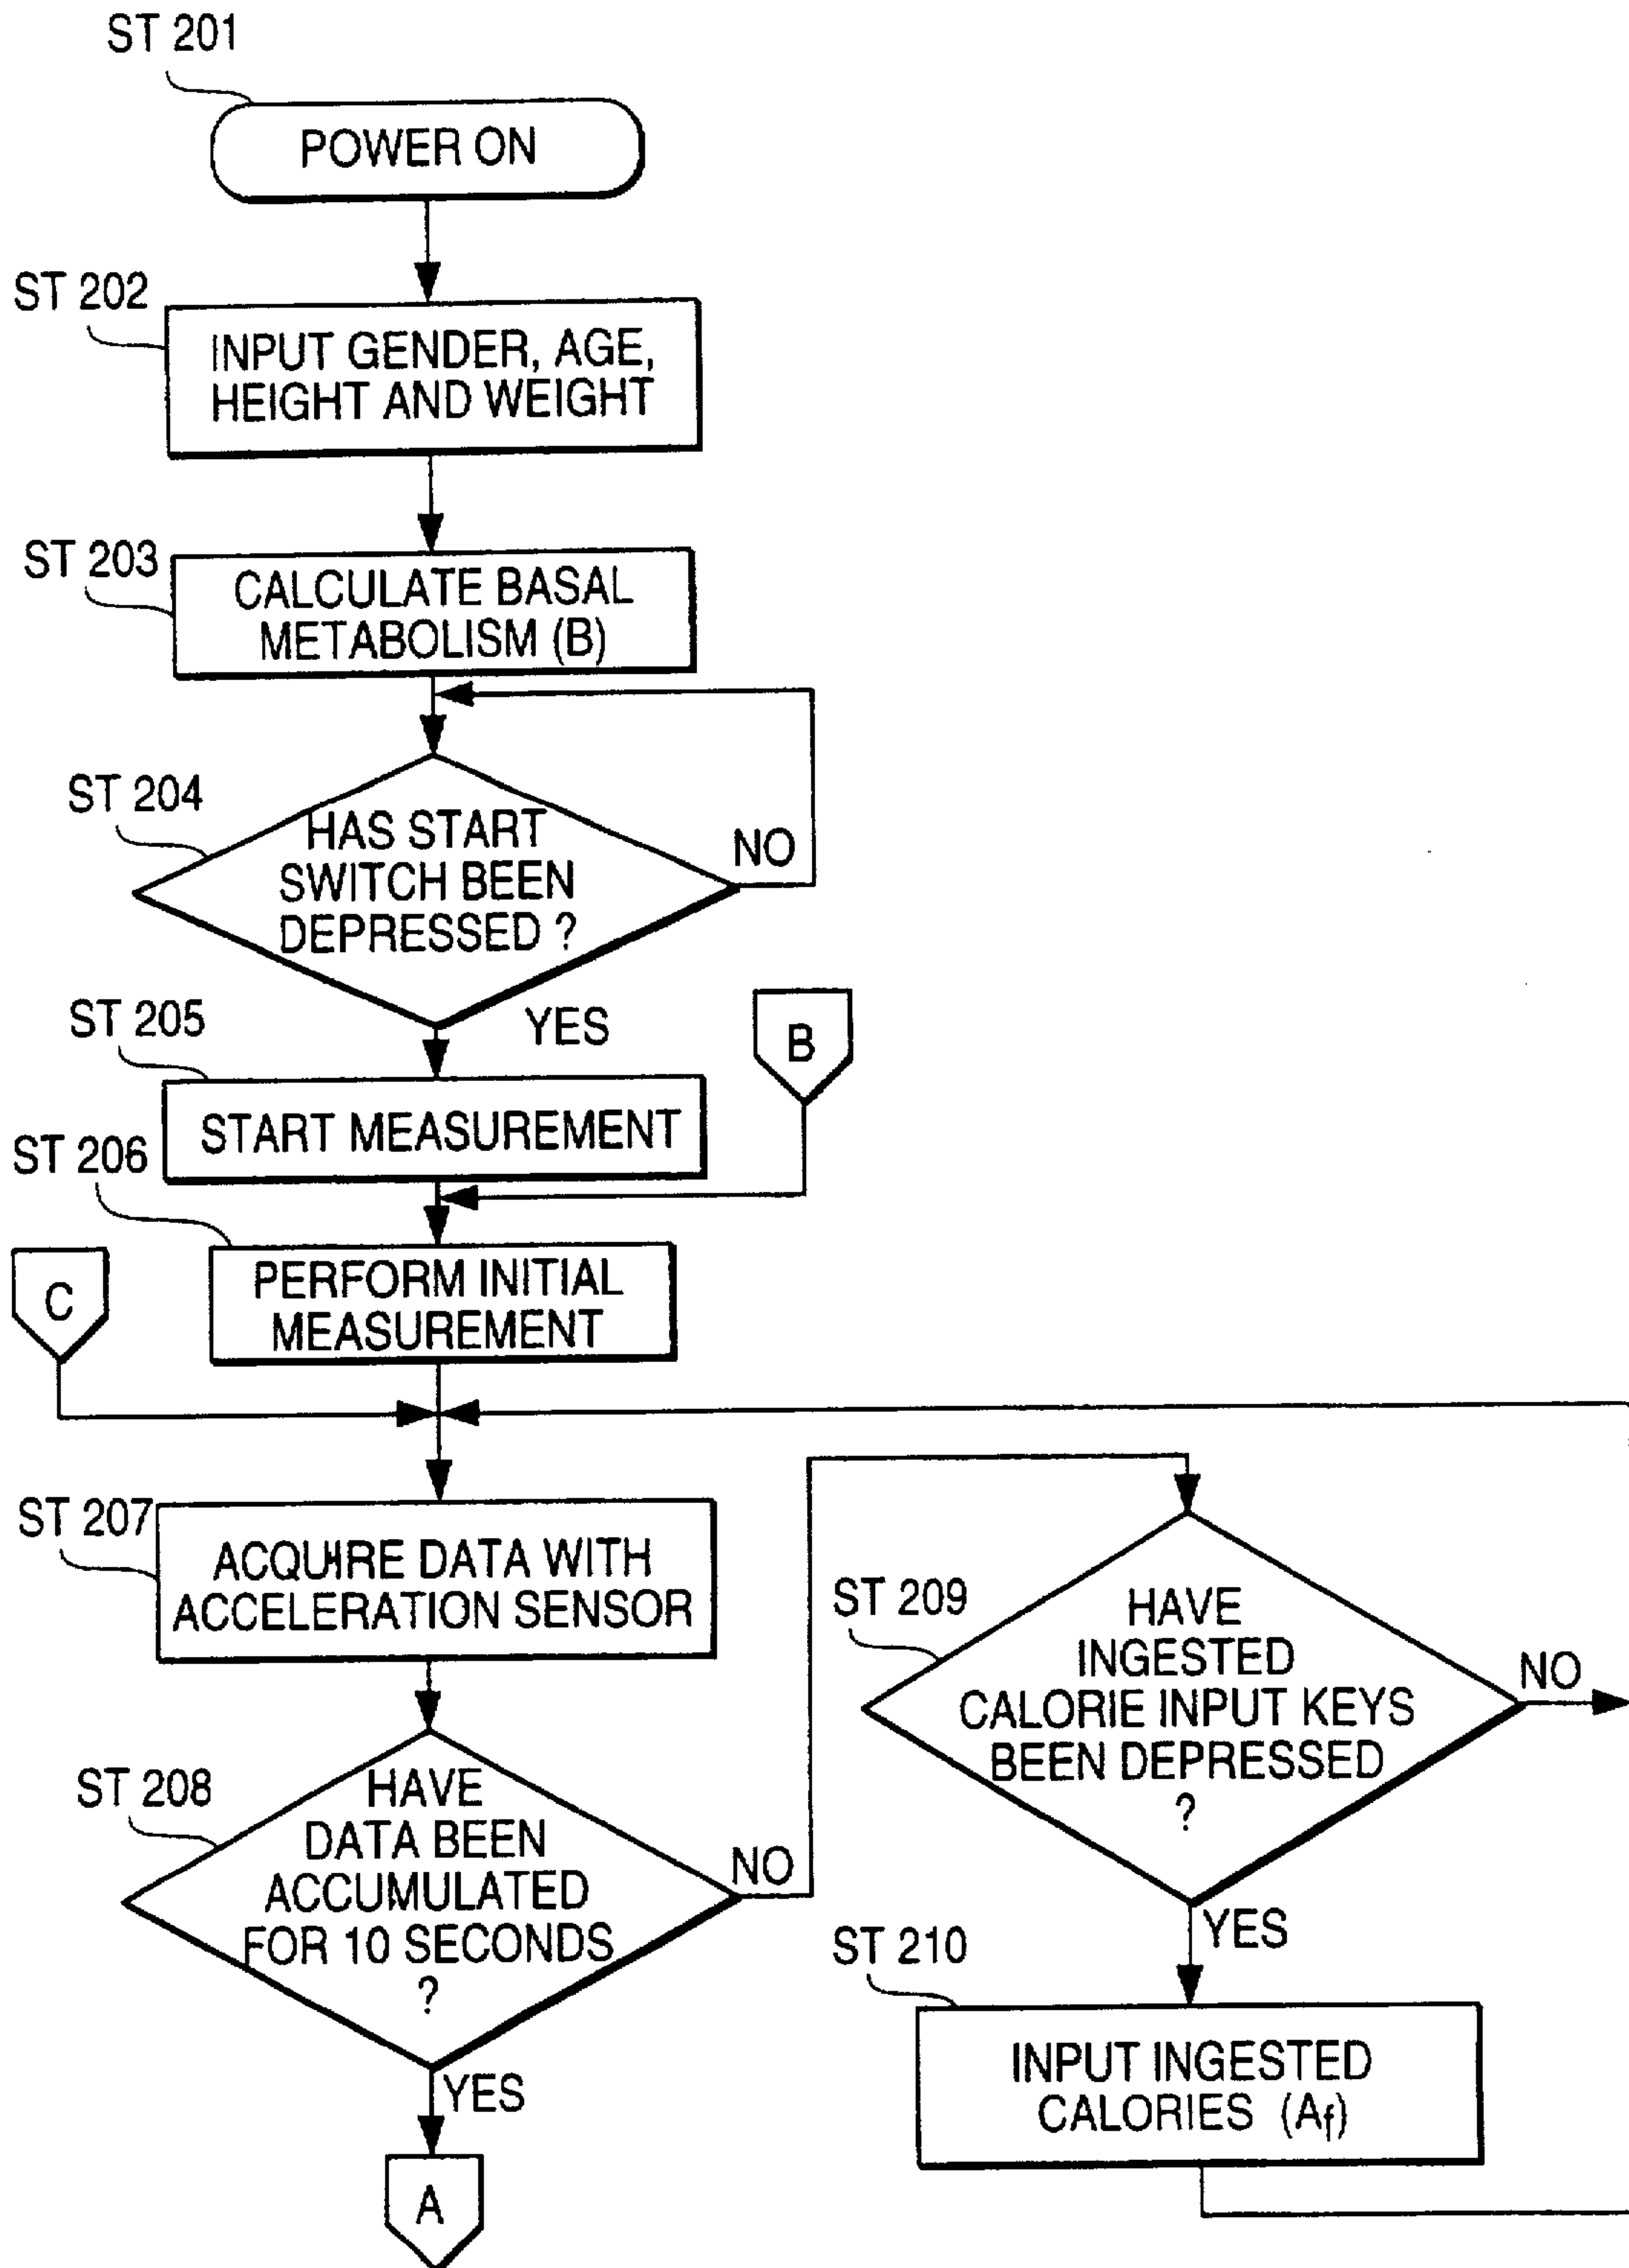 ST 201
POWER ON
ST 202
INPUT GENDER, AGE,
HEIGHT AND WEIGHT
ST 203
CALCULATE BASAL
METABOLISM (B)
ST 204
HAS START
SWITCH BEEN
DEPRESSED ?
NO
YES
ST 205
START MEASUREMENT
B
ST 206
PERFORM INITIAL
MEASUREMENT
C
ST 207
ACQUIRE DATA WITH
ACCELERATION SENSOR
ST 208
HAVE
DATA BEEN
ACCUMULATED
FOR 10 SECONDS
?
NO
YES
A
ST 209
HAVE
INGESTED
CALORIE INPUT KEYS
BEEN DEPRESSED
?
NO
YES
ST 210
INPUT INGESTED
CALORIES (Af)